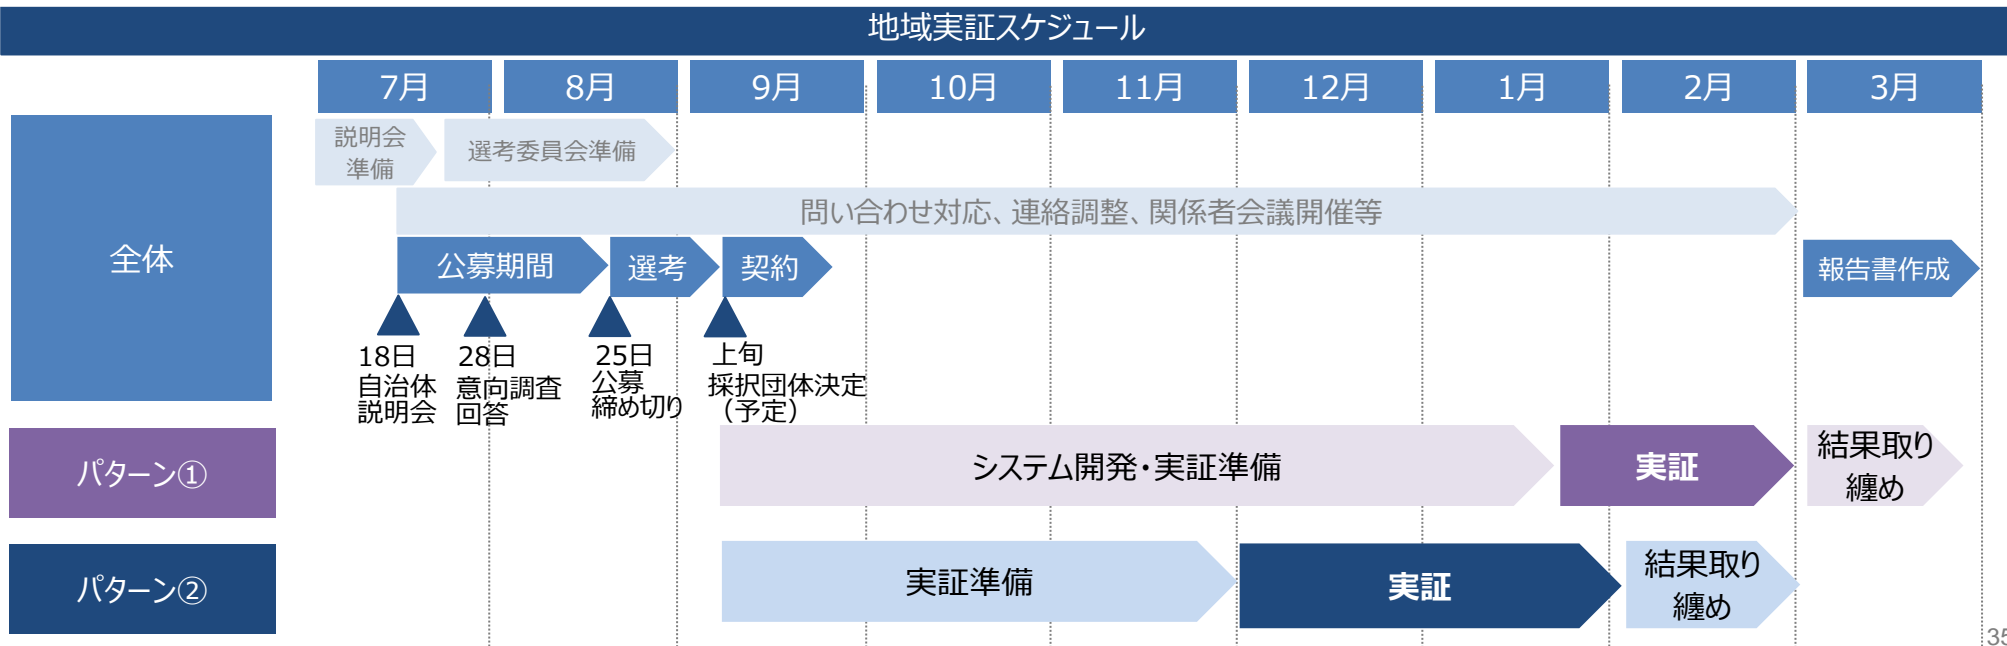 地域実証スケジュール
7月
8月
9月
10月
11月
12月
1月
2月
3月
全体
説明会
準備
選考委員会準備
問い合わせ対応、連絡調整、関係者会議開催等
公募期間
選考
契約
報告書作成
18日
自治体
説明会
28日
意向調査
回答
25日
公募
締め切り
上旬
採択団体決定
（予定）
パターン①
システム開発・実証準備
実証
結果取り
纏め
パターン②
実証準備
実証
結果取り
纏め
35